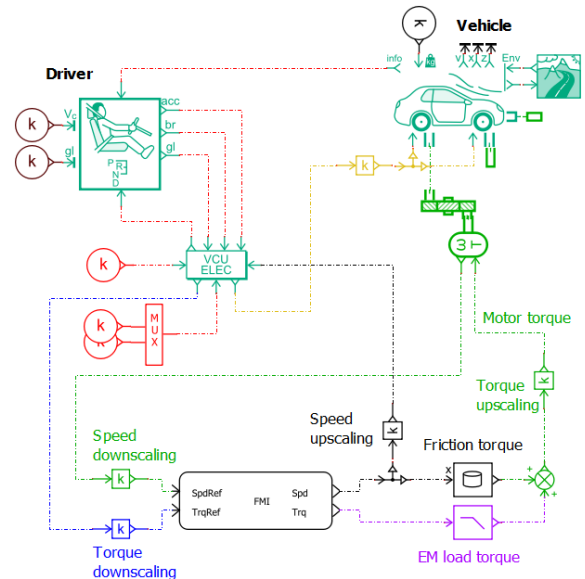 k
Vehicle
info
v x z
Env
KG
Driver
k
Vc
acc
br
k
gl
gl
P
R
N
D
k
k
VCU
ELEC
M
T
k
k
M
U
X
Motor torque
k
Torque
upscaling
Speed
upscaling
k
Friction torque
Speed
downscaling
k
SpdRef
FMI
Spd
x
+
+
TrqRef
Trq
k
Torque
downscaling
EM load torque